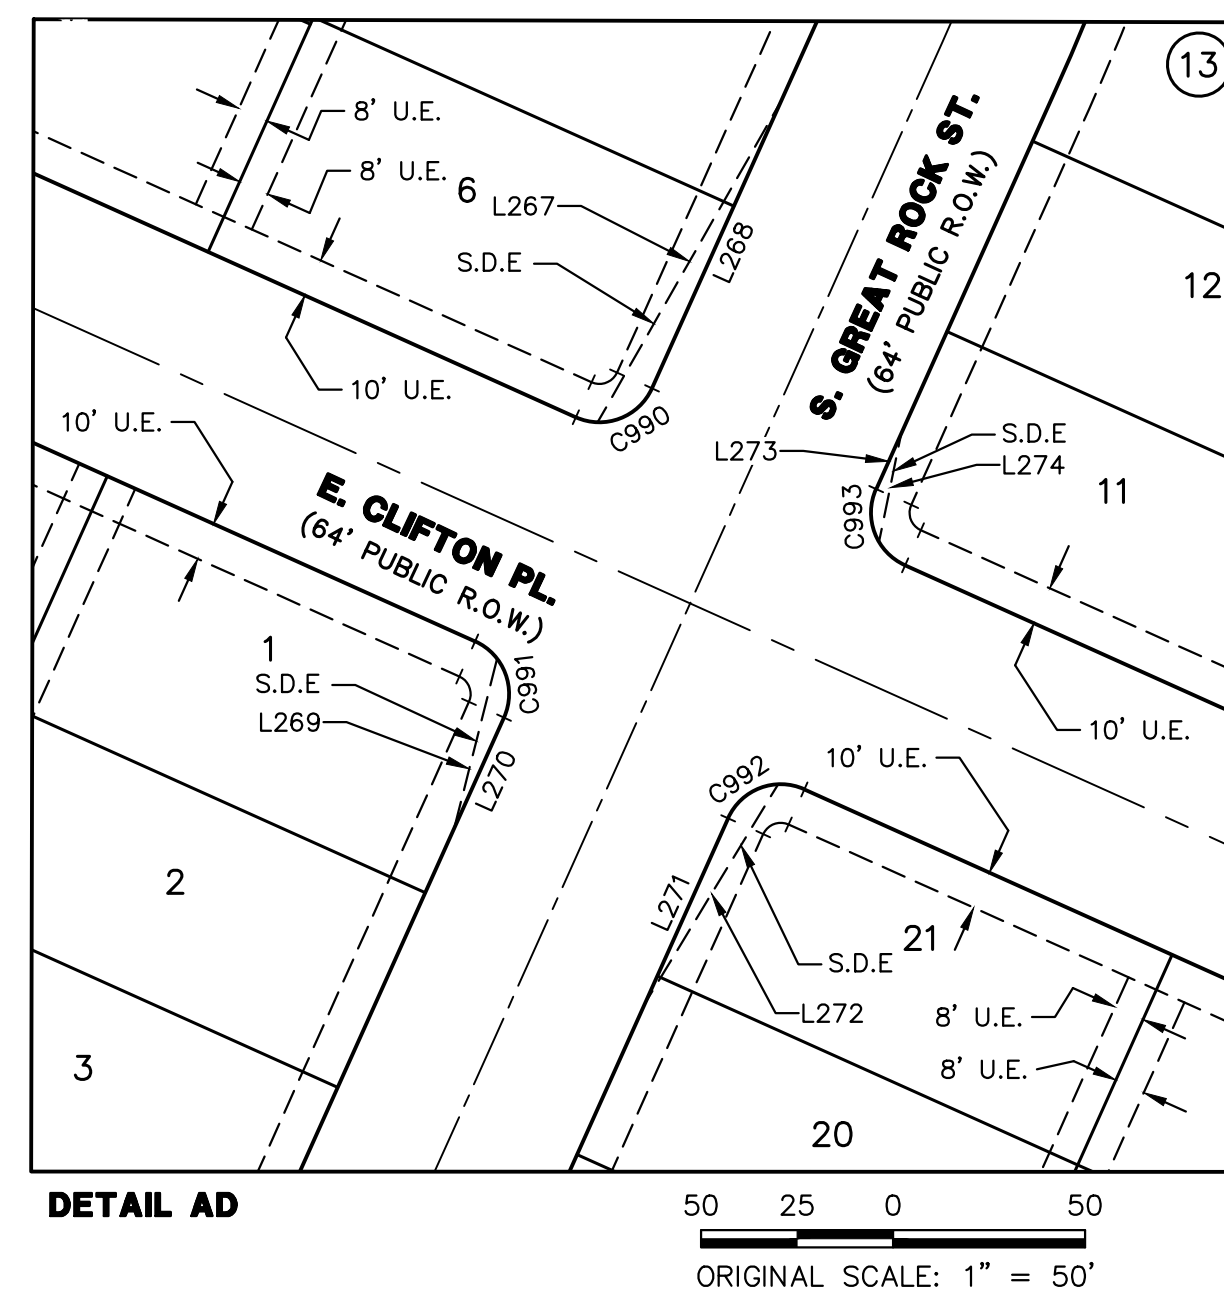 13
8' U.E.
8' U.E.
6
L267
S.D.E
L268
S. GREAT ROCK ST.
(64' PUBLIC R.O.W.)
12
10' U.E.
C990
10' U.E.
L273
S.D.E
L274
11
C993
E. CLIFTON PL.
(64' PUBLIC R.O.W.)
1
S.D.E
L269
C991
L270
10' U.E.
10' U.E.
C992
2
L271
21
S.D.E
L272
8' U.E.
8' U.E.
3
20
DETAIL AD
50 25 0 50
ORIGINAL SCALE: 1" = 50'